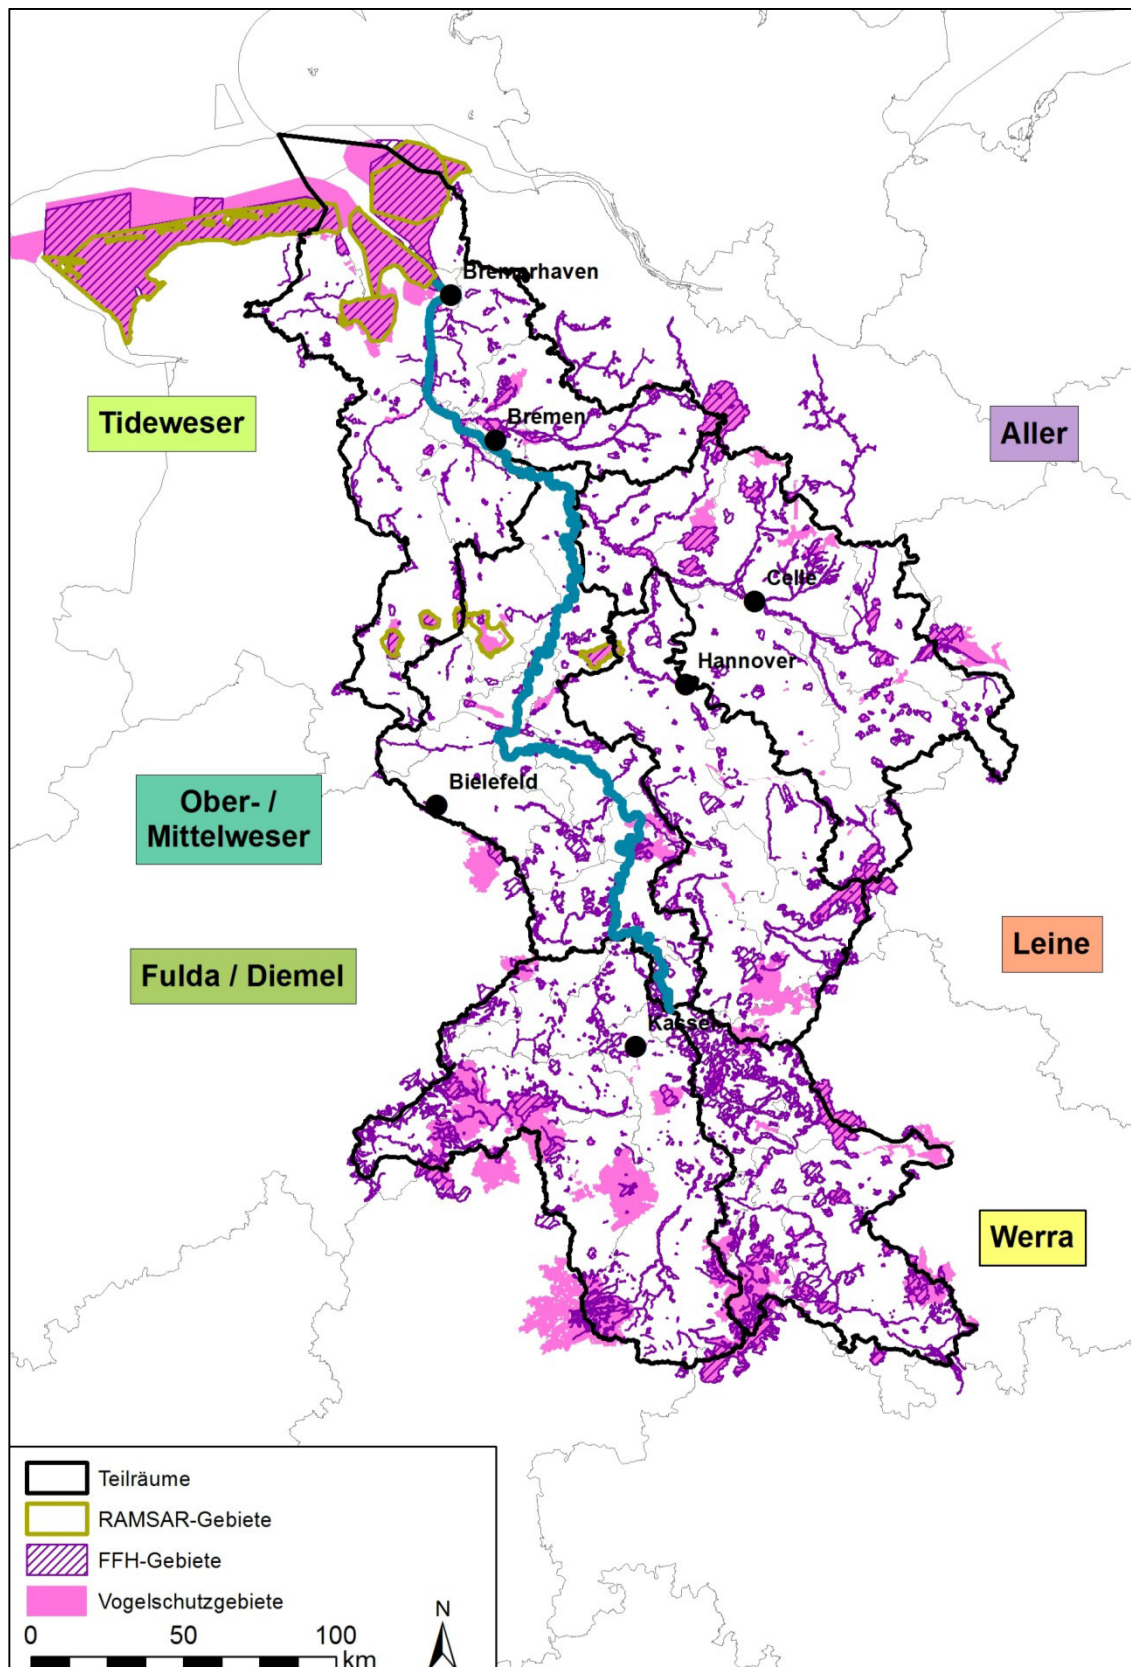 Bremerhaven
Tideweser
Bremen
Aller
Celle
Hannover
Bielefeld
Ober- /
Mittelweser
Leine
Fulda / Diemel
Kassel
Werra
Teilräume
RAMSAR-Gebiete
FFH-Gebiete
Vogelschutzgebiete
N
0 50 100
km